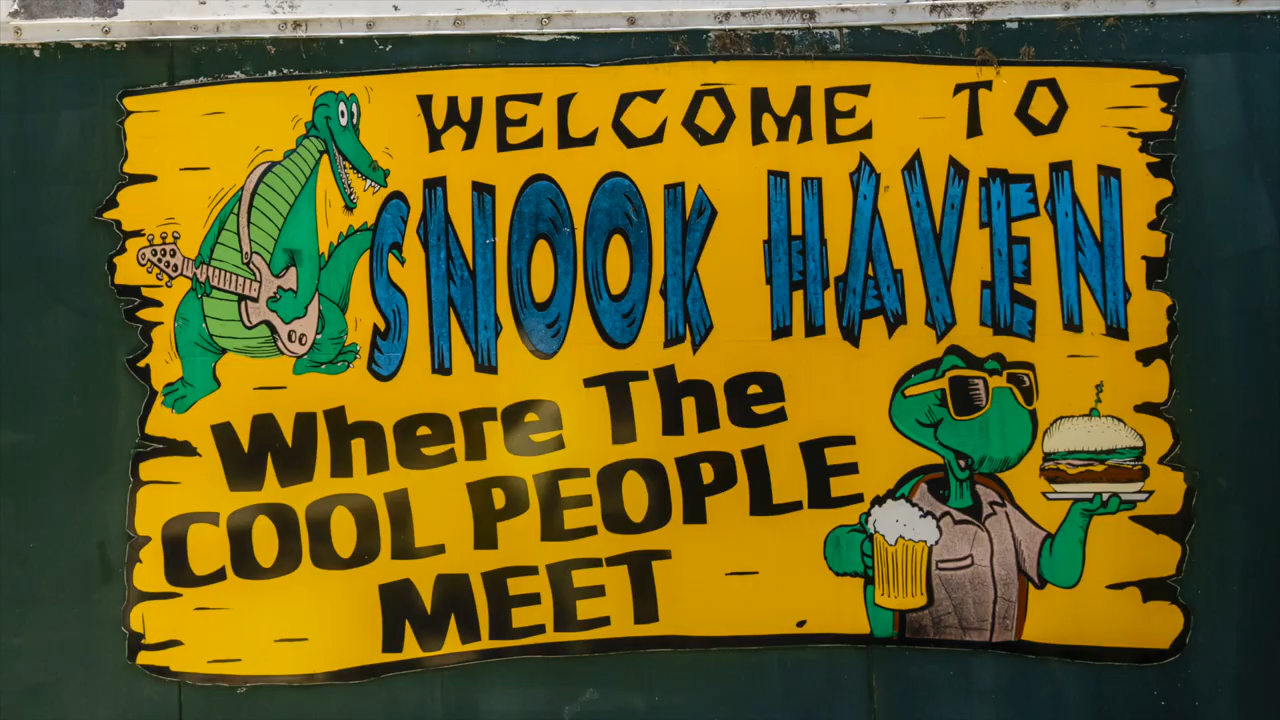 WELCOME TO
SNOOK HAVEN
Where The
COOL PEOPLE
MEET